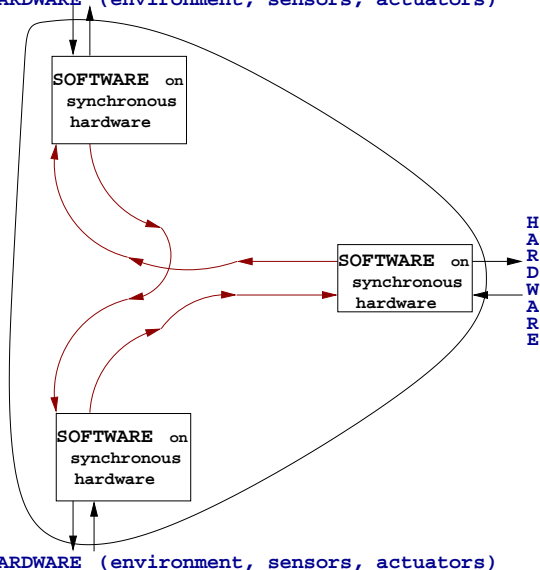 ARDWARE (environment, sensors, actuators)
SOFTWARE on
synchronous
hardware
HARDWARE
SOFTWARE on
synchronous
hardware
SOFTWARE on
synchronous
hardware
ARDWARE (environment, sensors, actuators)